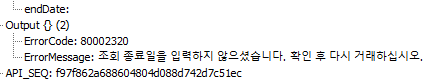 endDate:
Output {} (2)
ErrorCode: 80002320
ErrorMessage: 조회 종료일을 입력하지 않으셨습니다. 확인 후 다시 거래하십시오.
API_SEQ: f97f862a688604804d088d742d7c51ec